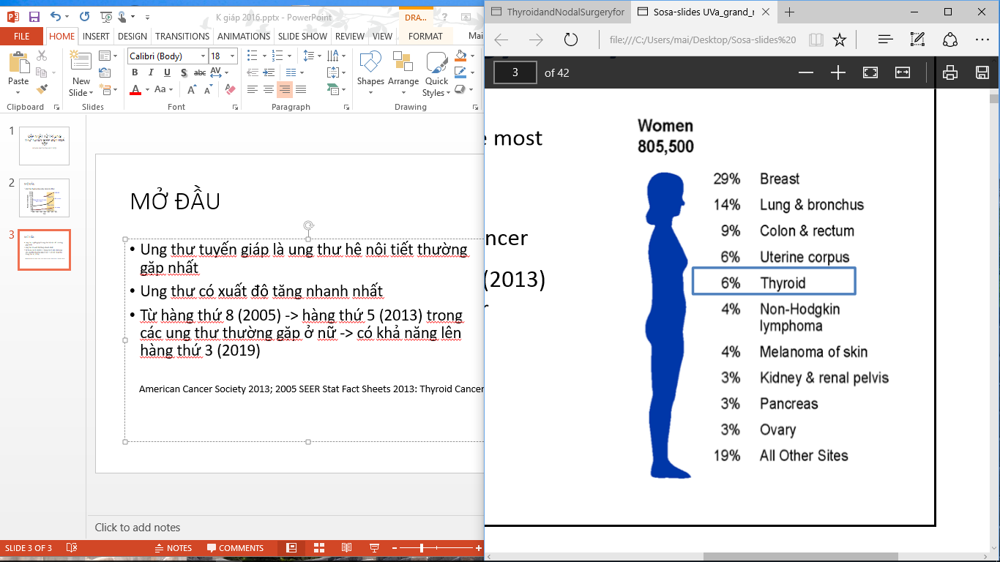 K giáp 2016.pptx - PowerPoint
DRA...
?
FILE HOME INSERT DESIGN TRANSITIONS ANIMATIONS SLIDE SHOW REVIEW VIEW FORMAT Mai
Calibri (Body) 18
Paste
New
Slide
B I U S abc AV
A Aa A A
Shapes Arrange Quick
Styles
Clipboard Slides Font Paragraph Drawing
1
2
3
MỞ ĐẦU
• Ung thư tuyến giáp là ung thư hệ nội tiết thường
gặp nhất
• Ung thư có xuất độ tăng nhanh nhất
• Từ hàng thứ 8 (2005) -> hàng thứ 5 (2013) trong
các ung thư thường gặp ở nữ -> có khả năng lên
hàng thứ 3 (2019)
American Cancer Society 2013; 2005 SEER Stat Fact Sheets 2013: Thyroid Cancer
Click to add notes
SLIDE 3 OF 3 NOTES COMMENTS
ThyroidandNodalSurgeryfor
Sosa-slides UVa_grand_r
file:///C:/Users/mai/Desktop/Sosa-slides%20
3 of 42
most
ncer
(2013)
Women
805,500
29% Breast
14% Lung & bronchus
9% Colon & rectum
6% Uterine corpus
6% Thyroid
4% Non-Hodgkin
lymphoma
4% Melanoma of skin
3% Kidney & renal pelvis
3% Pancreas
3% Ovary
19% All Other Sites